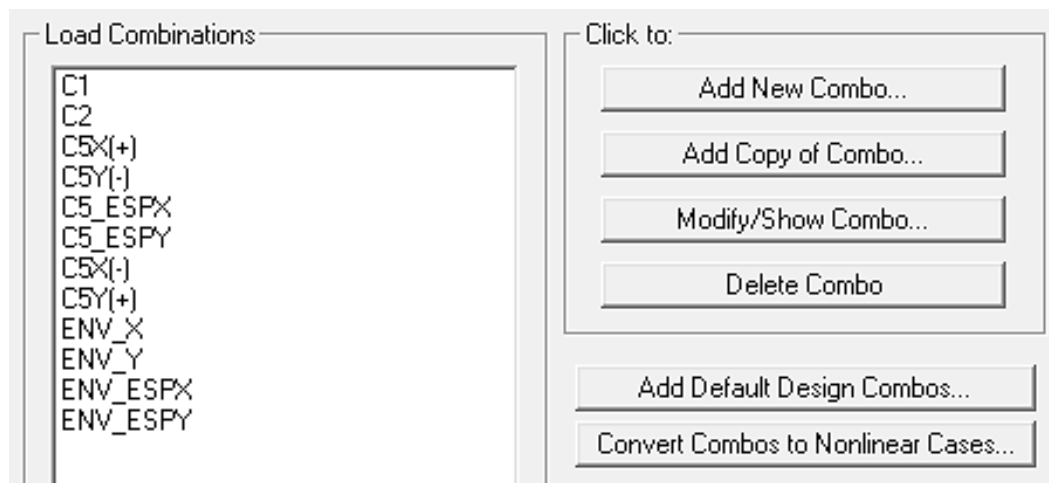 Load Combinations
C1
C2
C5X(+)
C5Y(-)
C5_ESPX
C5_ESPY
C5X(-)
C5Y(+)
ENV_X
ENV_Y
ENV_ESPX
ENV_ESPY
Click to:
Add New Combo...
Add Copy of Combo...
Modify/Show Combo...
Delete Combo
Add Default Design Combos...
Convert Combos to Nonlinear Cases...